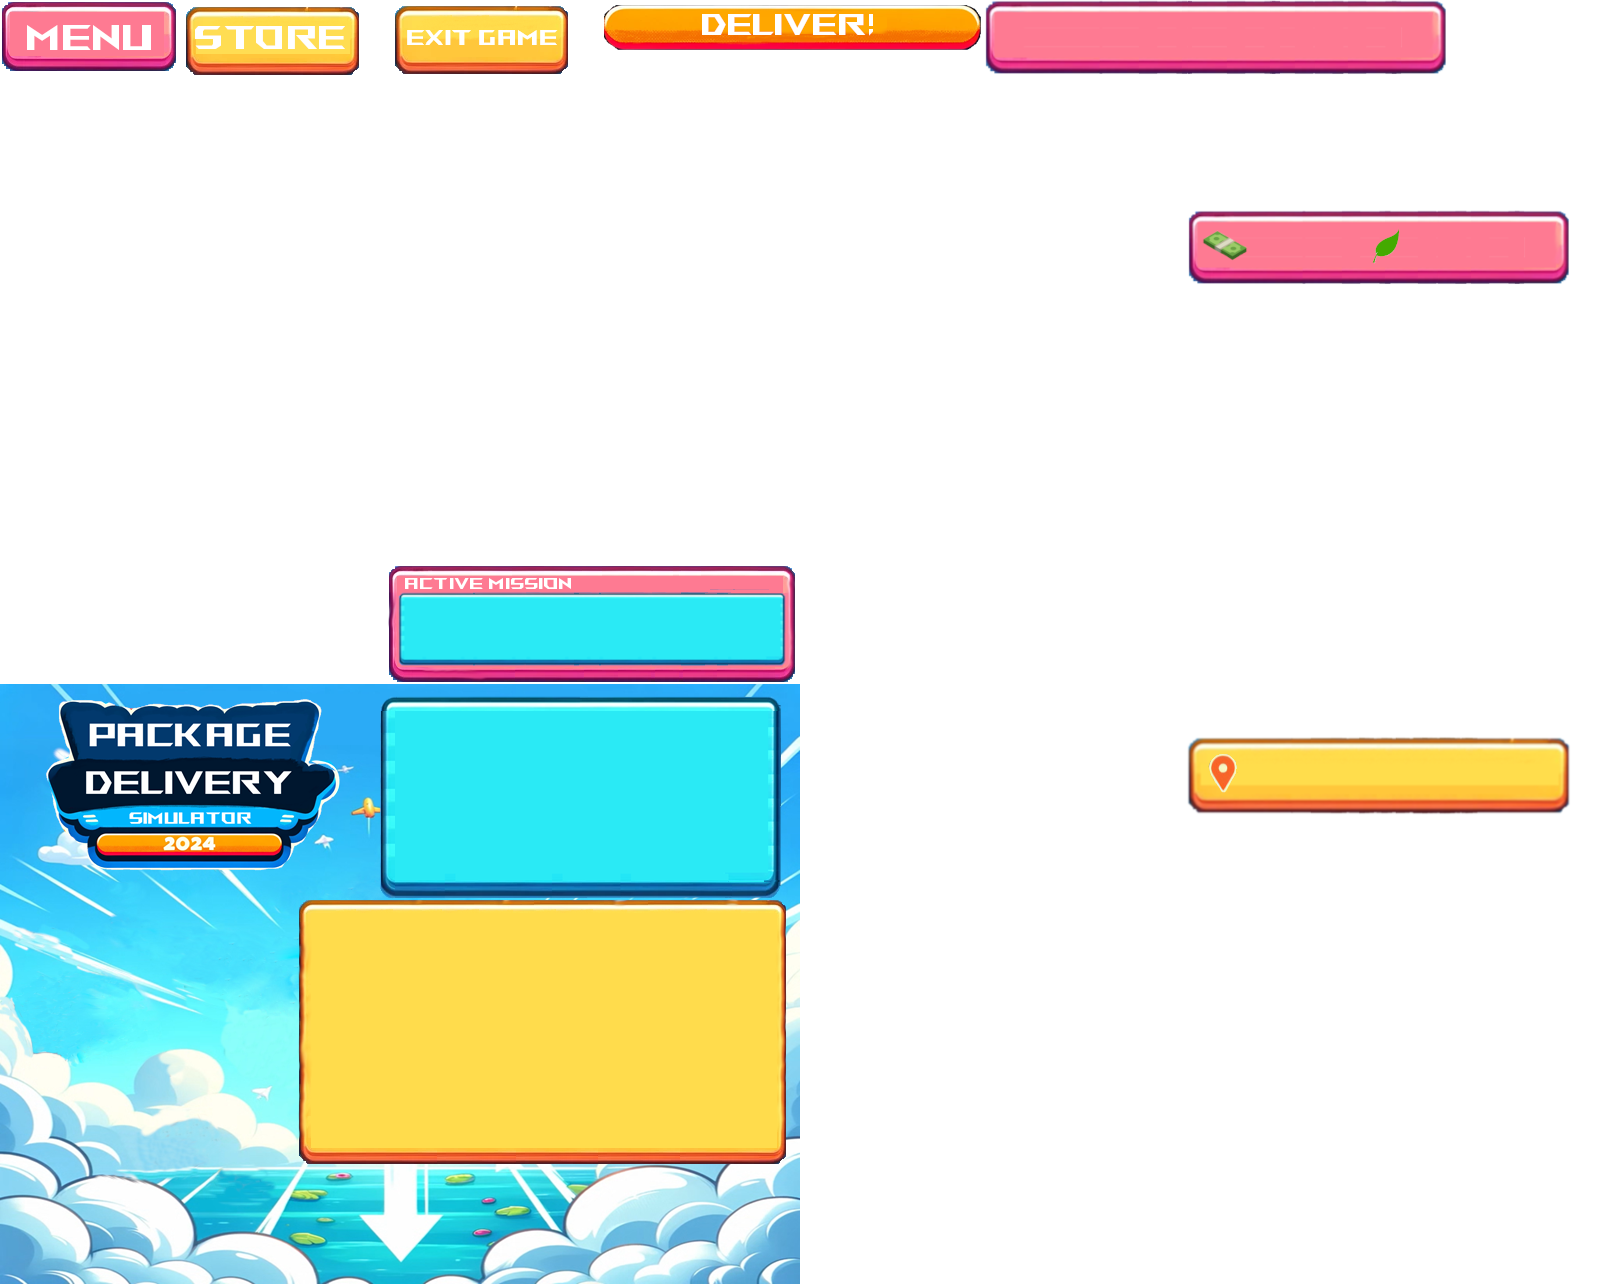 MENU
STORE
EXIT GAME
DELIVER!
ACTIVE MISSION
PACKAGE
DELIVERY
SIMULATOR
2024